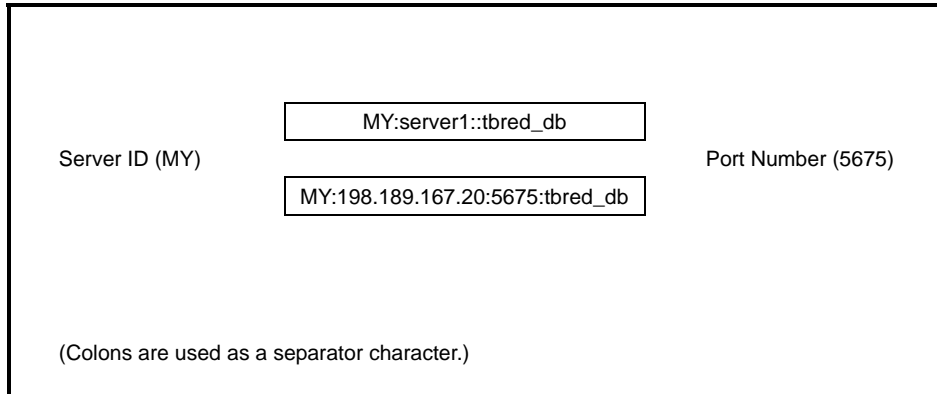 MY:server1::tbred_db
Server ID (MY)
Port Number (5675)
MY:198.189.167.20:5675:tbred_db
(Colons are used as a separator character.)